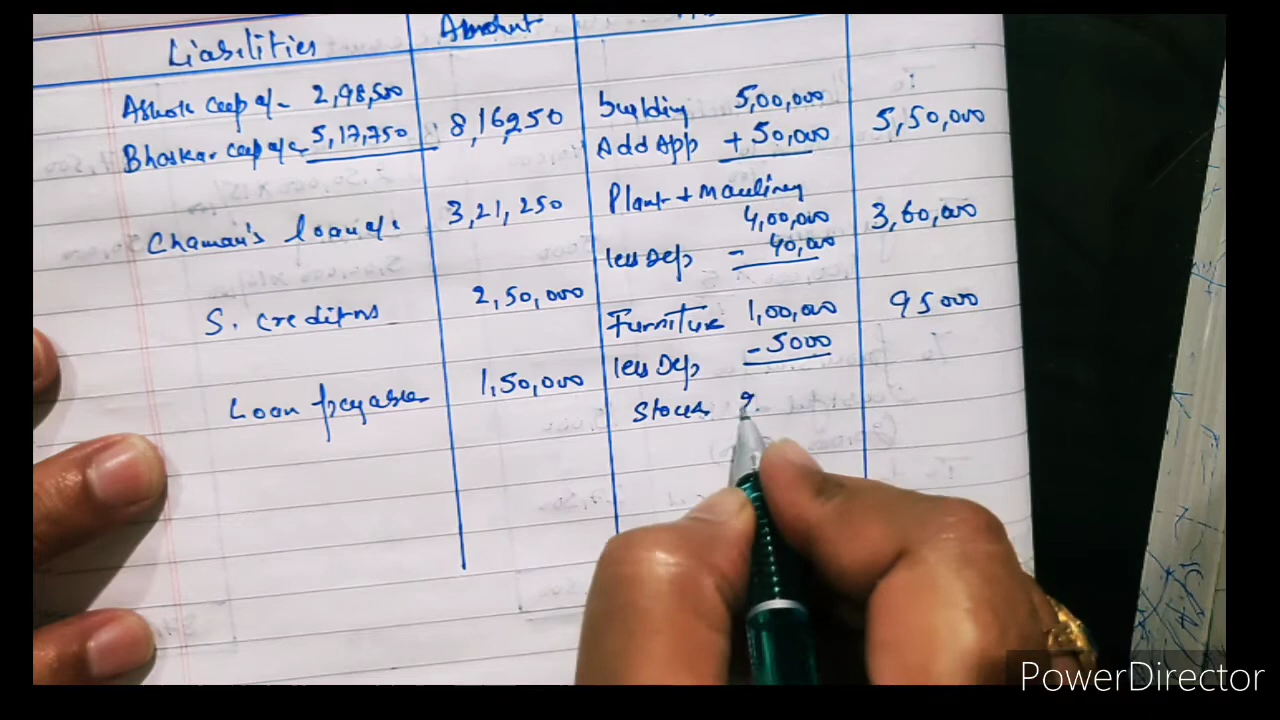 Liabilities Amount
Ashok Cap a/c 2,98,500
Bhaskar cap a/c 5,17,750 8,16,250
Chaman's loan a/c 3,21,250
S. creditors 2,50,000
Loan payable 1,50,000
building 5,00,000
Add App + 50,000 5,50,000
Plant + Machinery
4,00,000 3,60,000
less Dep - 40,000
Furniture 1,00,000 95000
less Dep - 5000
Stocks
PowerDirector